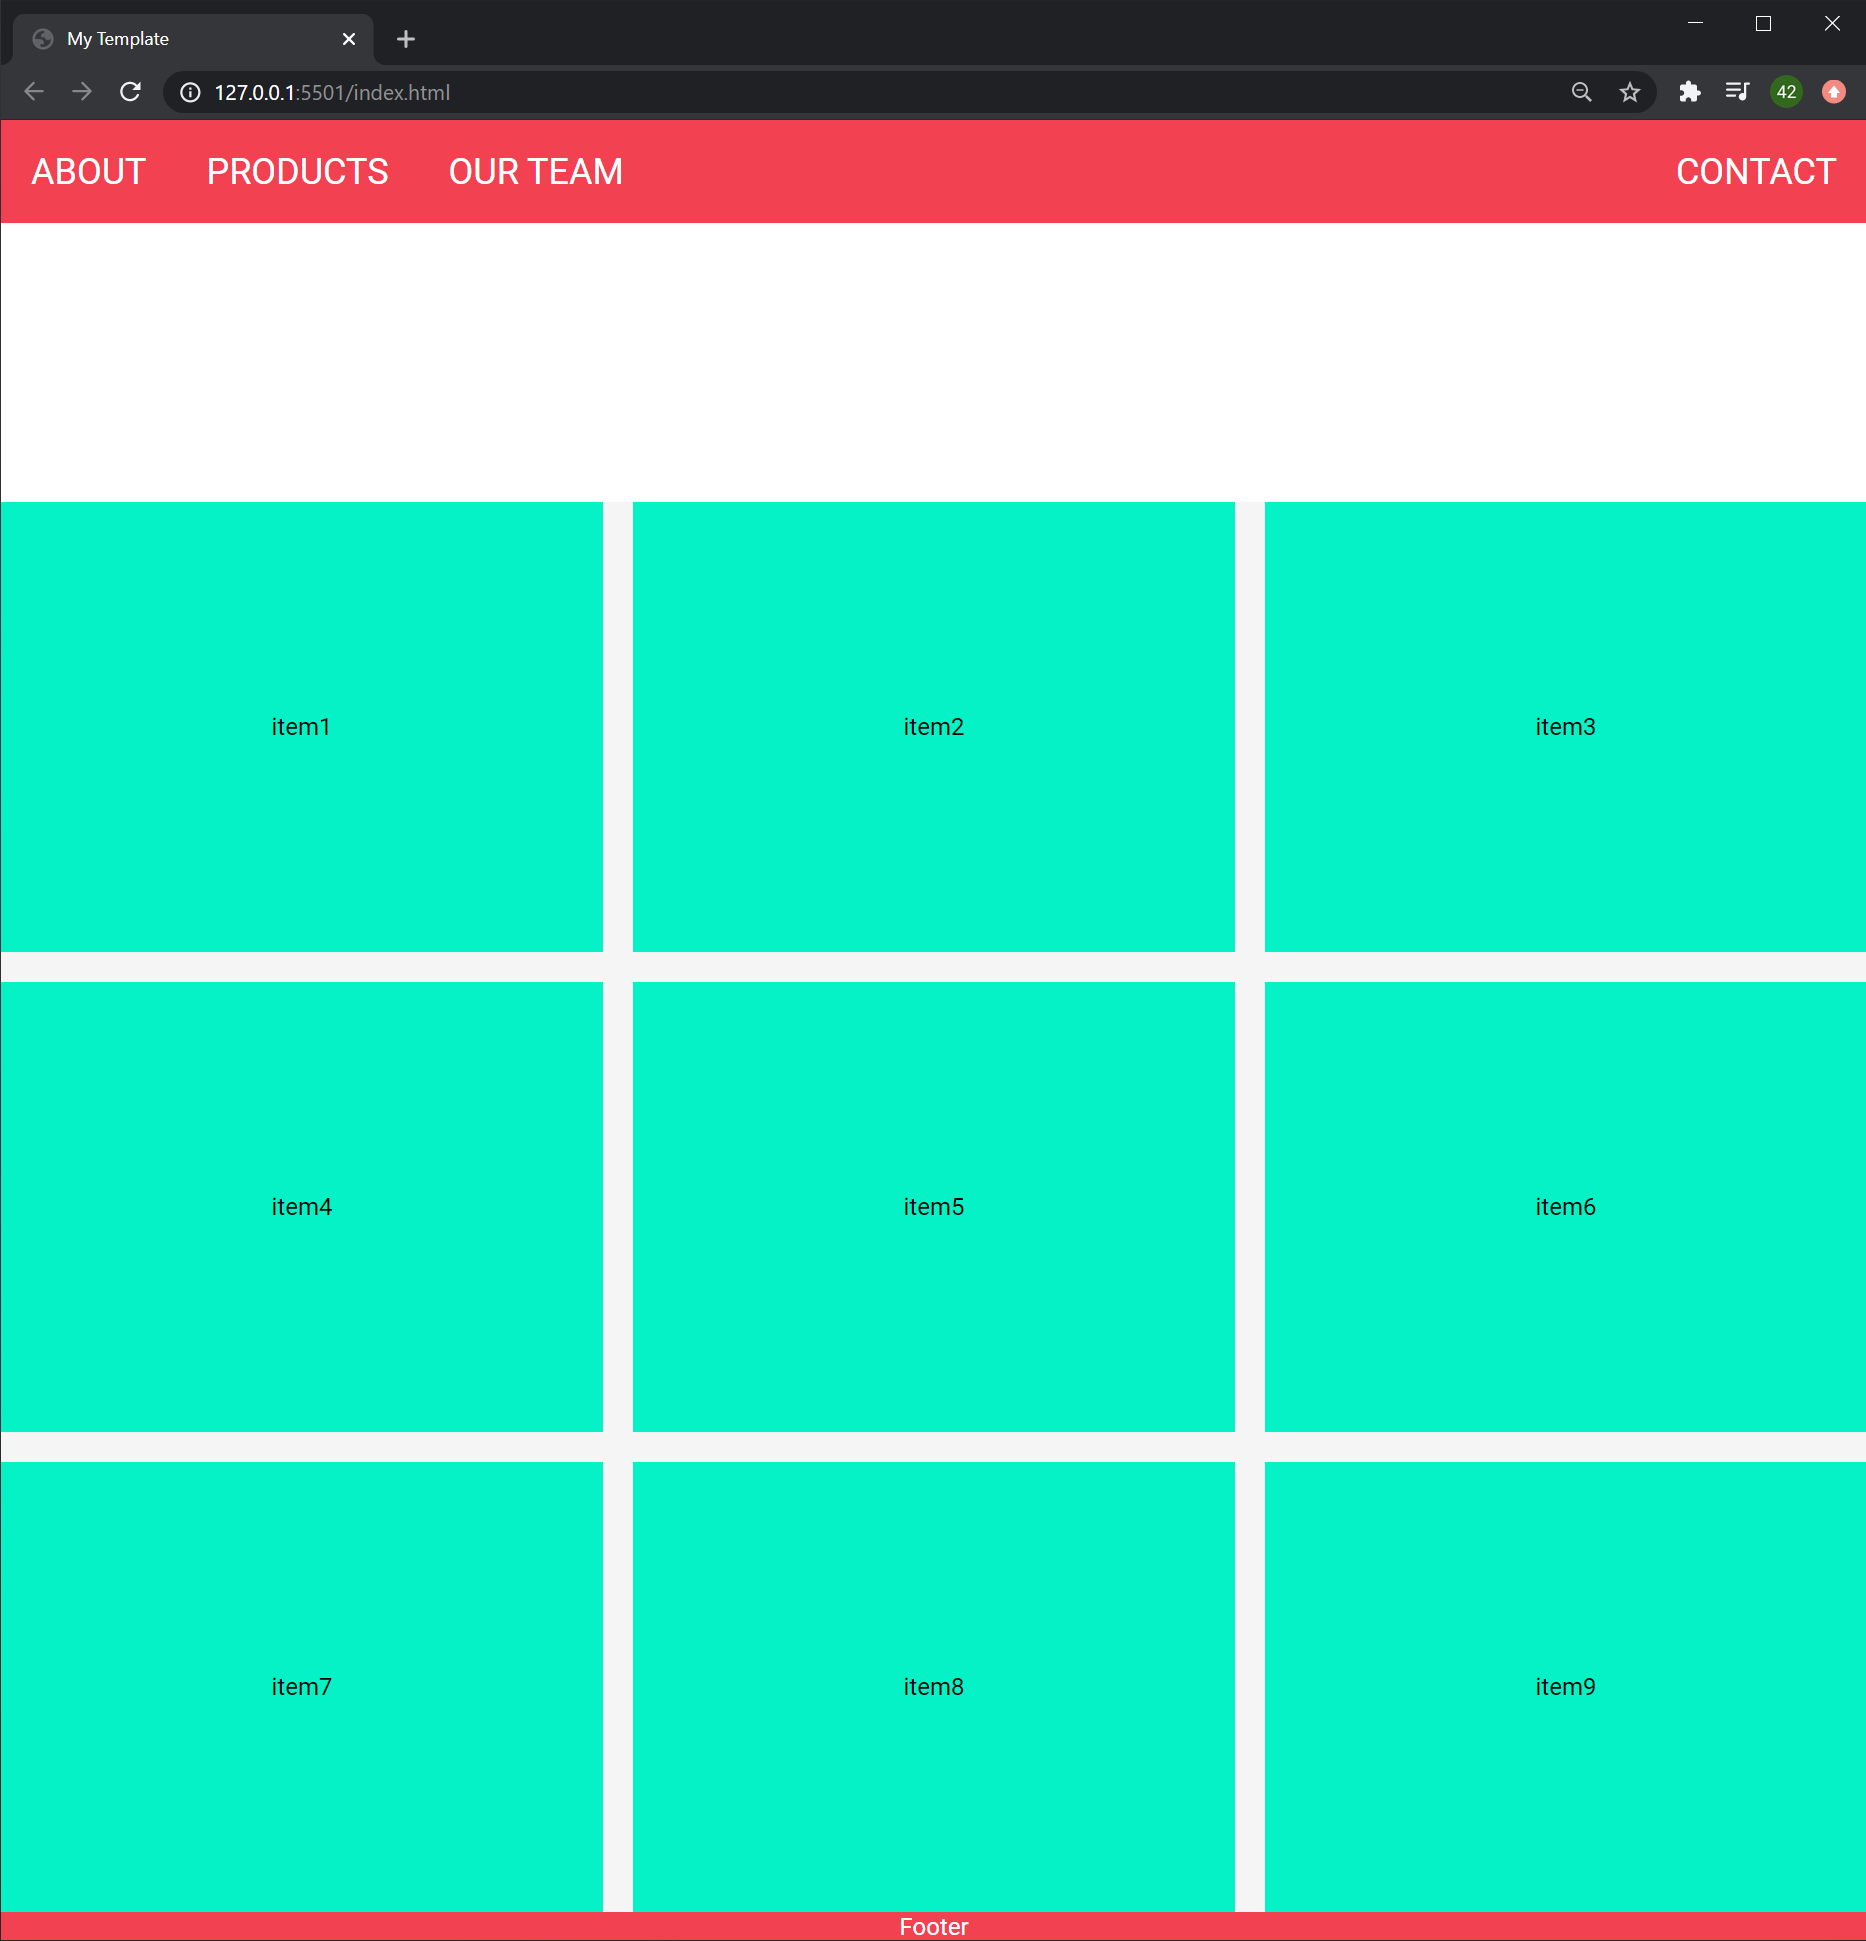 My Template
127.0.0.1:5501/index.html
42
ABOUT PRODUCTS OUR TEAM CONTACT
item1 item2 item3
item4 item5 item6
item7 item8 item9
Footer